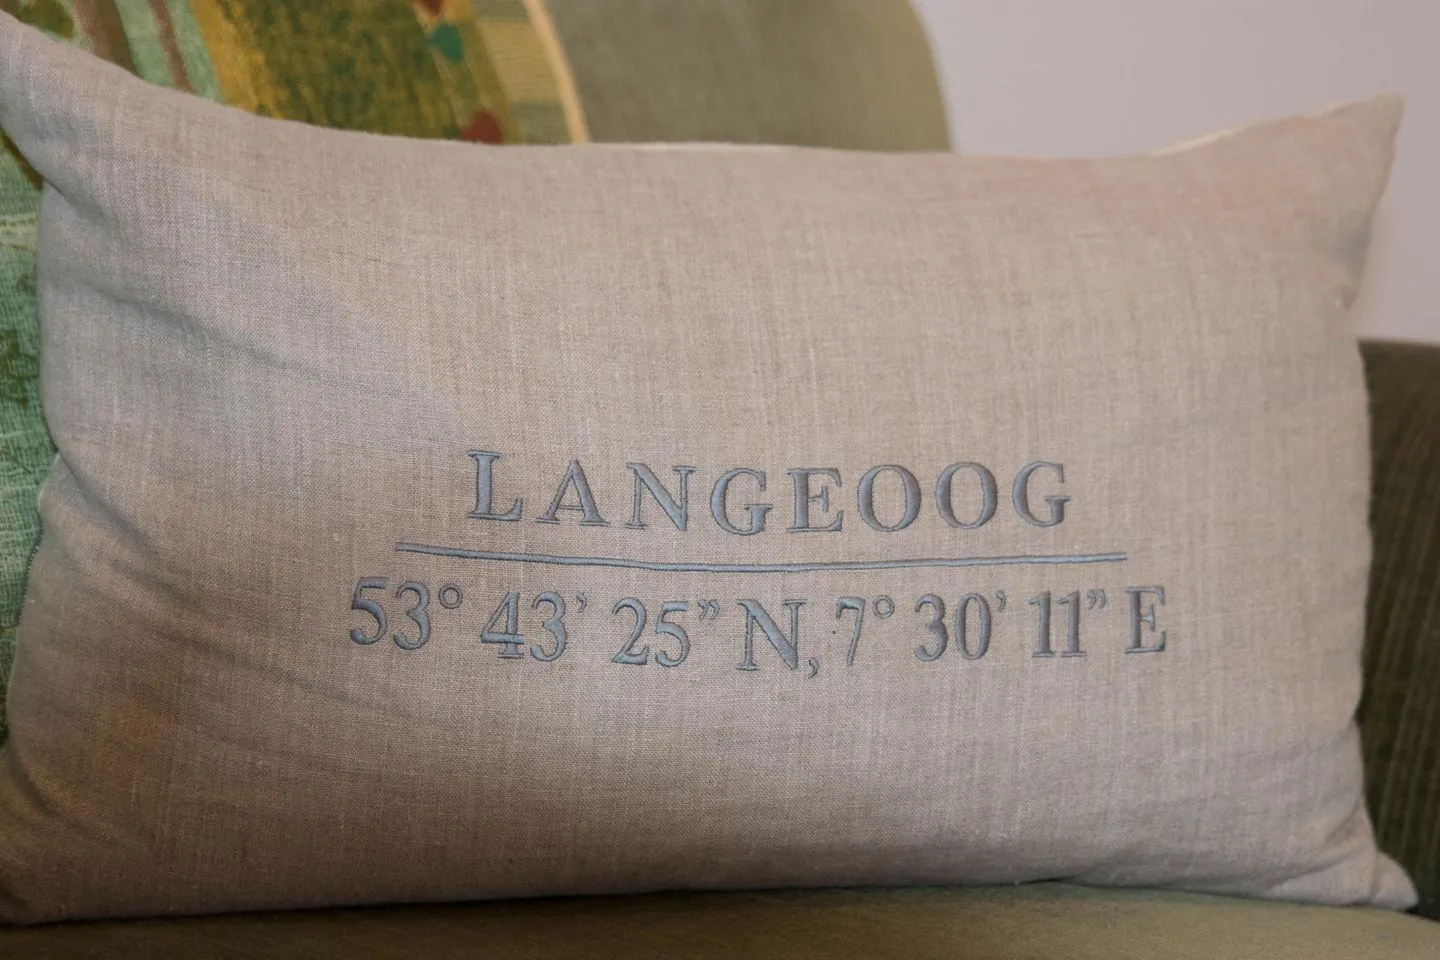 LANGEOOG
53° 43’ 25” N, 7° 30’ 11” E